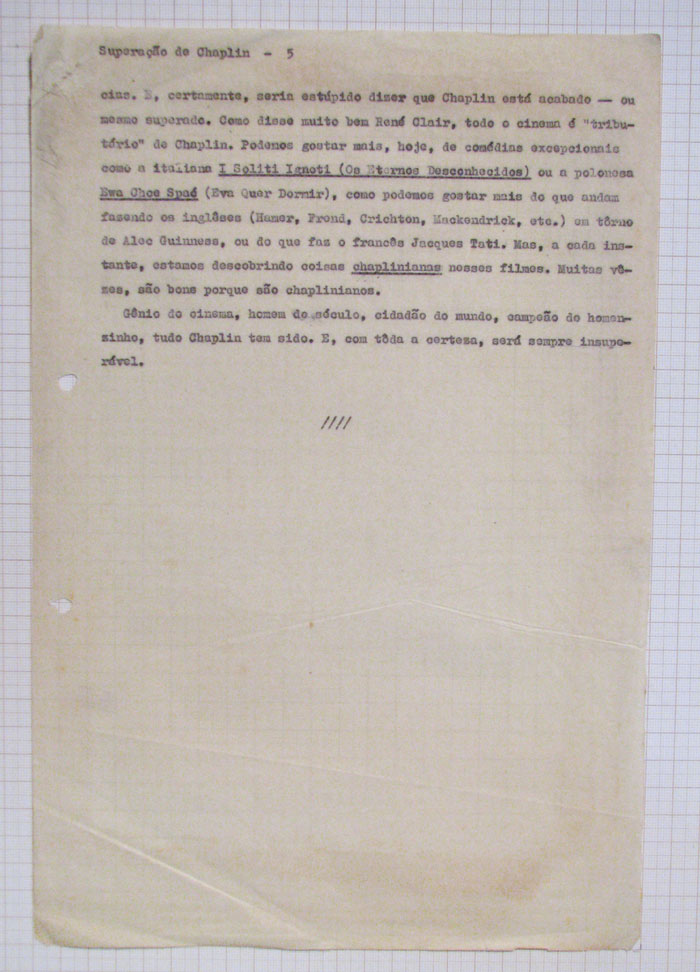 Superação de Chaplin - 5
cias. E, certamente, seria estúpido dizer que Chaplin está acabado — ou
mesmo superado. Como disse muito bem René Clair, todo o cinema é "tribu-
tário" de Chaplin. Podemos gostar mais, hoje, de comédias excepcionais
como a italiana I Soliti Ignoti (Os Eternos Desconhecidos) ou a polonesa
Ewa Chce Spać (Eva Quer Dormir), como podemos gostar mais do que andam
fazendo os inglêses (Hamer, Frend, Crichton, Mackendrick, etc.) em tôrno
de Alec Guinness, ou do que faz o francês Jacques Tati. Mas, a cada ins-
tante, estamos descobrindo coisas chaplinianas nesses filmes. Muitas vê-
zes, são bons porque são chaplinianos.
Gênio do cinema, homem do século, cidadão do mundo, campeão do homen-
zinho, tudo Chaplin tem sido. E, com tôda a certeza, será sempre insupe-
rável.
////